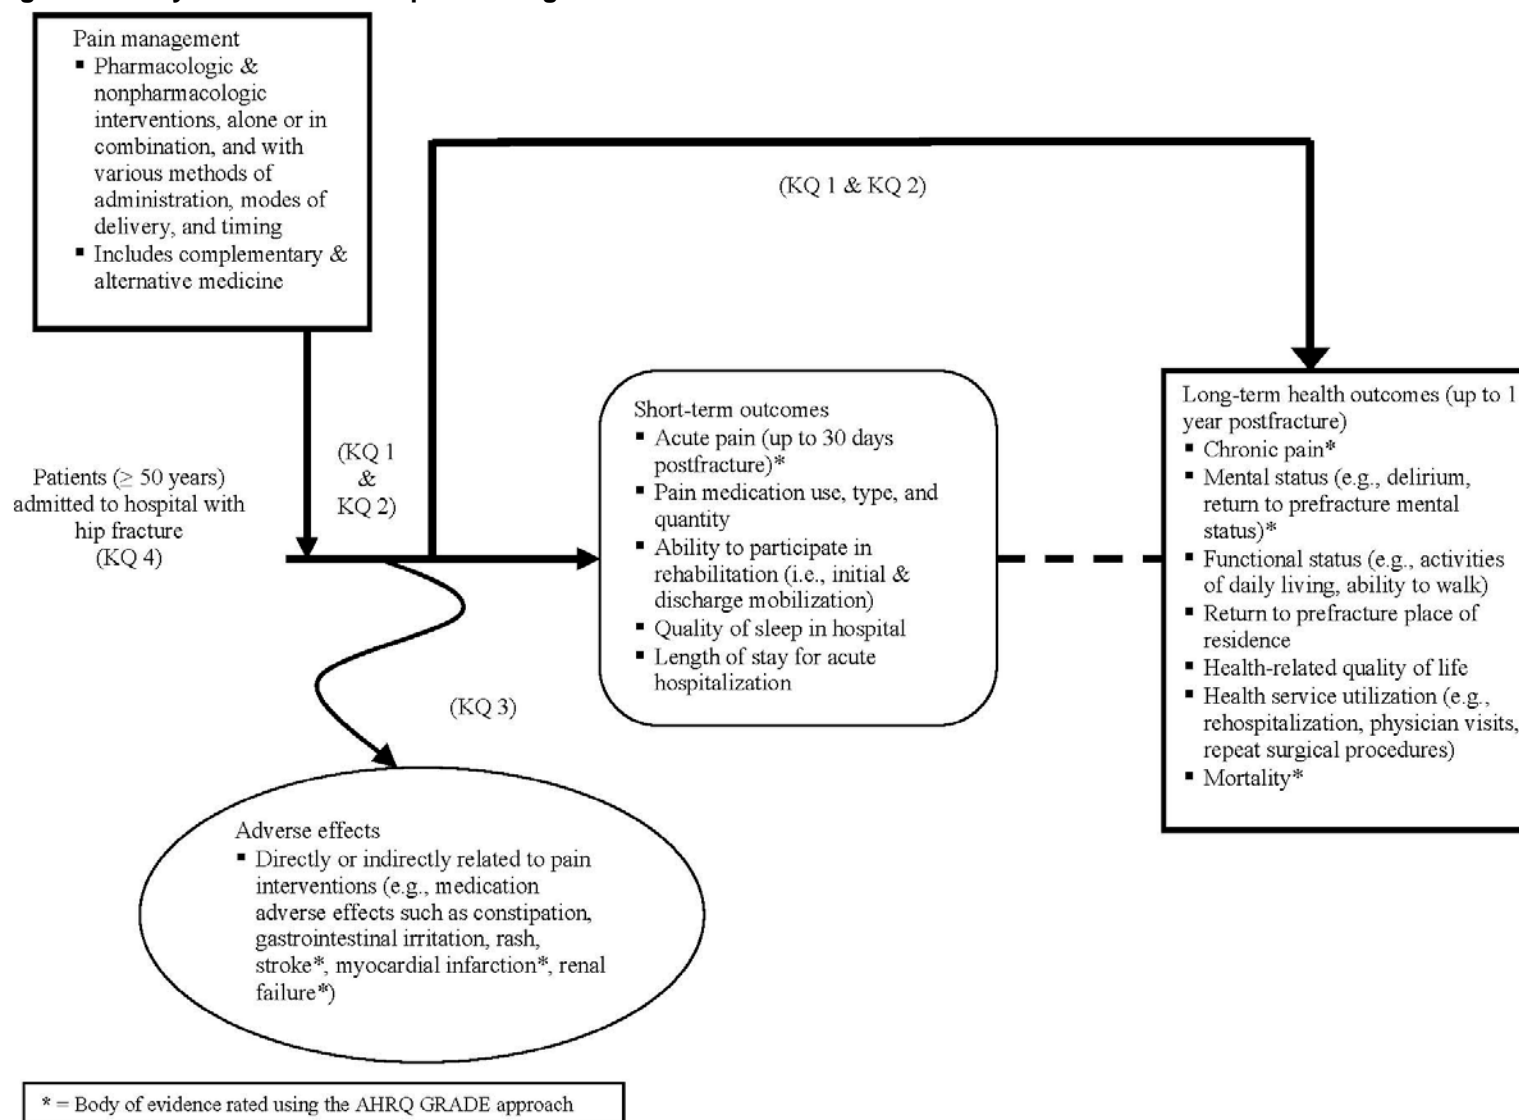 Pain management
▪ Pharmacologic &
nonpharmacologic
interventions, alone or in
combination, and with
various methods of
administration, modes of
delivery, and timing
▪ Includes complementary &
alternative medicine
(KQ 1 & KQ 2)
Patients (≥ 50 years)
admitted to hospital with
hip fracture
(KQ 4)
(KQ 1
&
KQ 2)
Short-term outcomes
▪ Acute pain (up to 30 days
postfracture)*
▪ Pain medication use, type, and
quantity
▪ Ability to participate in
rehabilitation (i.e., initial &
discharge mobilization)
▪ Quality of sleep in hospital
▪ Length of stay for acute
hospitalization
Long-term health outcomes (up to 1
year postfracture)
▪ Chronic pain*
▪ Mental status (e.g., delirium,
return to prefracture mental
status)*
▪ Functional status (e.g., activities
of daily living, ability to walk)
▪ Return to prefracture place of
residence
▪ Health-related quality of life
▪ Health service utilization (e.g.,
rehospitalization, physician visits,
repeat surgical procedures)
▪ Mortality*
(KQ 3)
Adverse effects
▪ Directly or indirectly related to pain
interventions (e.g., medication
adverse effects such as constipation,
gastrointestinal irritation, rash,
stroke*, myocardial infarction*, renal
failure*)
* = Body of evidence rated using the AHRQ GRADE approach